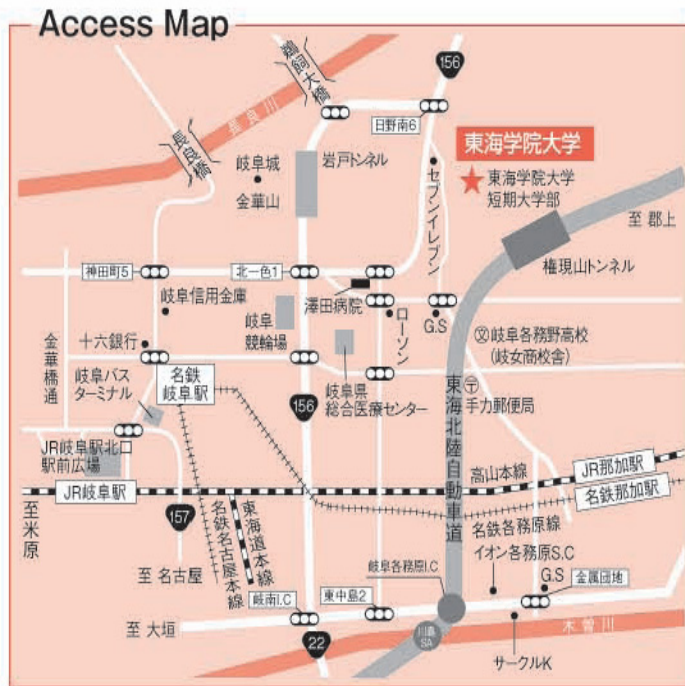 Access Map
鵜飼大橋
156
日野南6
長良川
長良橋
岩戸トンネル
岐阜城
金華山
東海学院大学
東海学院大学
短期大学部
セブンイレブン
至 郡上
権現山トンネル
神田町5
北一色1
澤田病院
岐阜信用金庫
岐阜
競輪場
ローソン
G.S
文 岐阜各務野高校
(岐女商校舎)
十六銀行
金華橋通
岐阜バス
ターミナル
名鉄
岐阜駅
岐阜県
総合医療センター
〒
手力郵便局
156
東海北陸自動車道
JR岐阜駅北口
駅前広場
JR岐阜駅
高山本線
JR那加駅
名鉄那加駅
至米原
157
東海道本線
名鉄名古屋本線
名鉄各務原線
イオン各務原S.C
至 名古屋
岐阜各務原I.C
G.S
金属団地
岐南I.C
東中島2
至 大垣
22
川島
SA
木曽川
サークルK